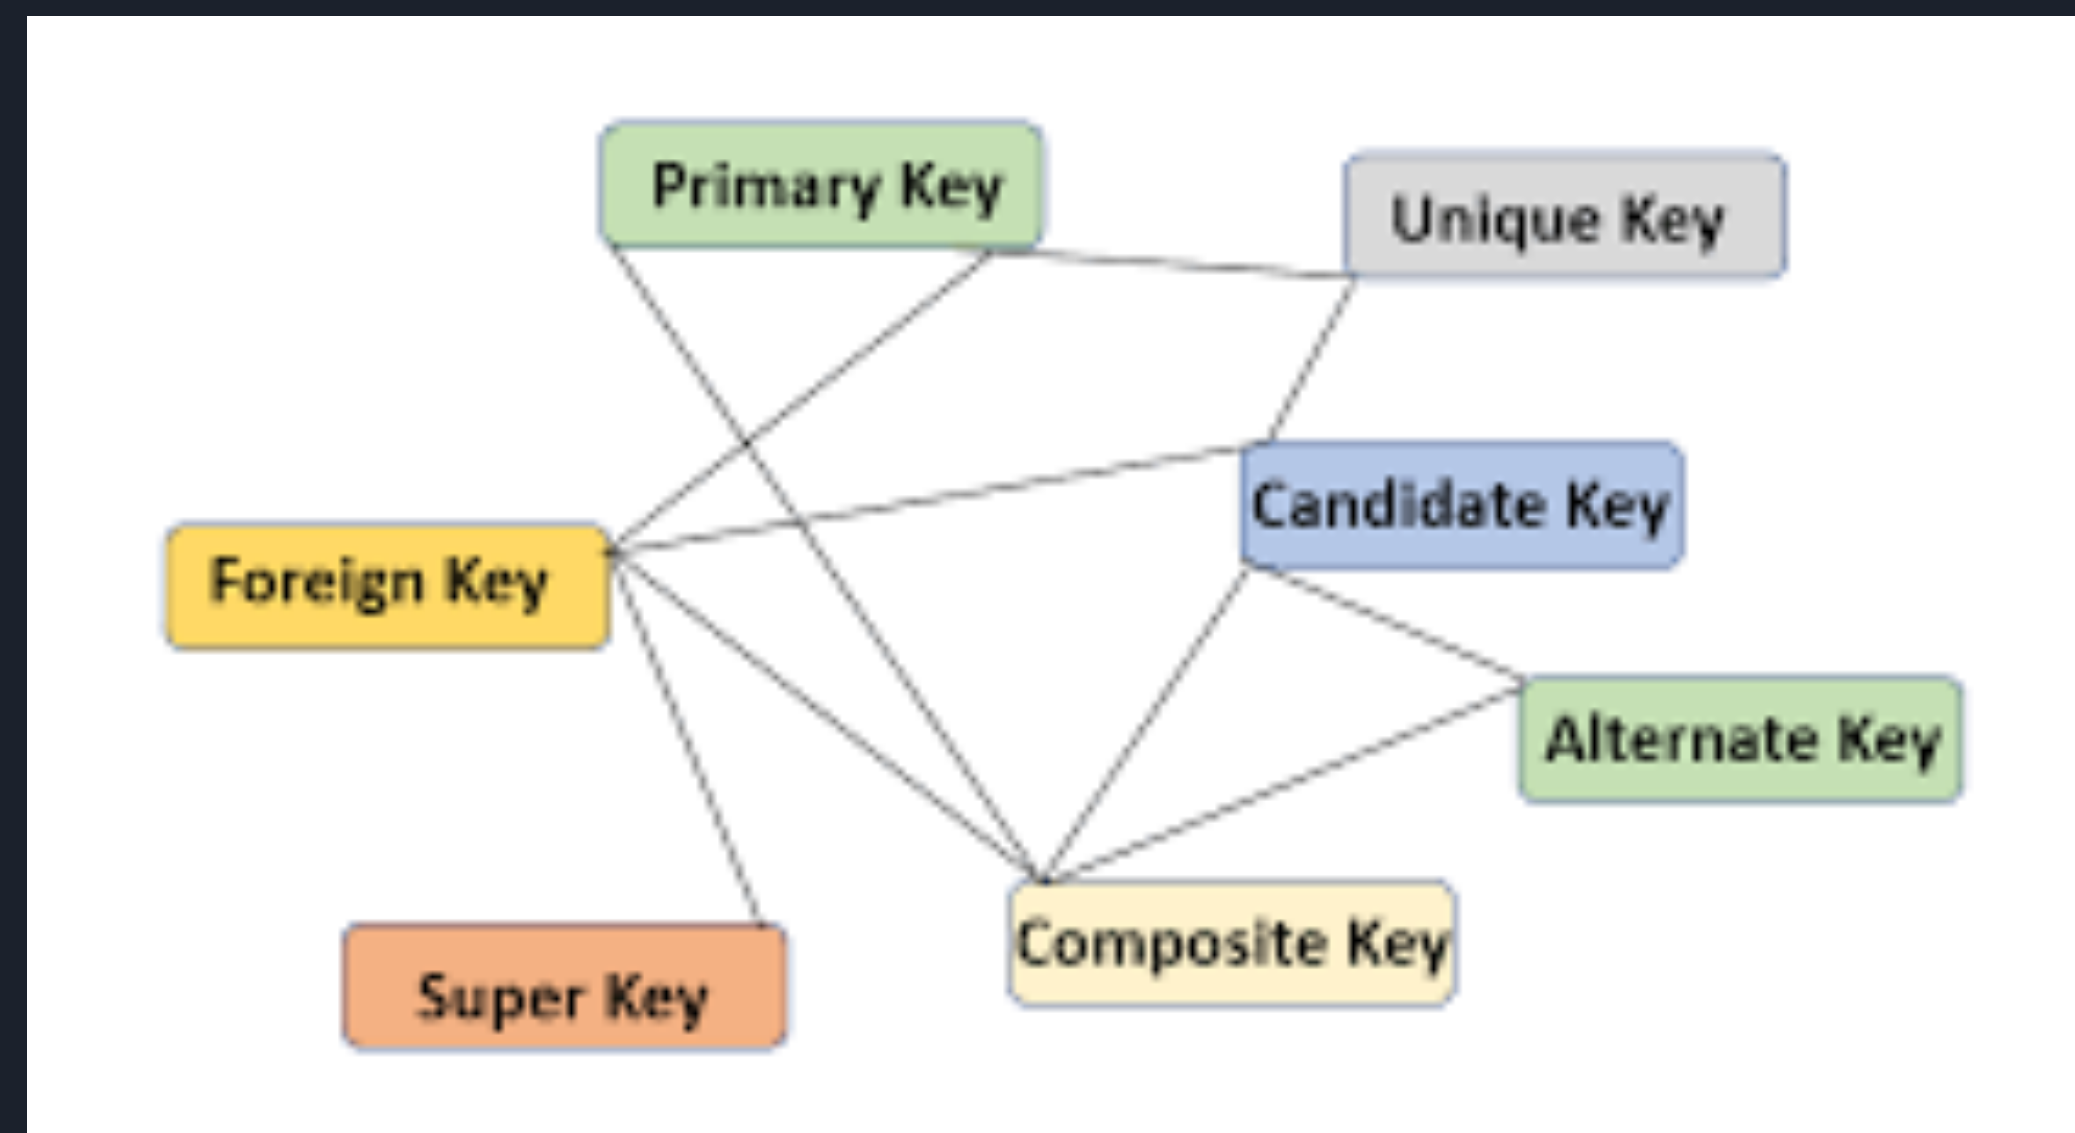 Primary Key
Unique Key
Candidate Key
Foreign Key
Alternate Key
Composite Key
Super Key